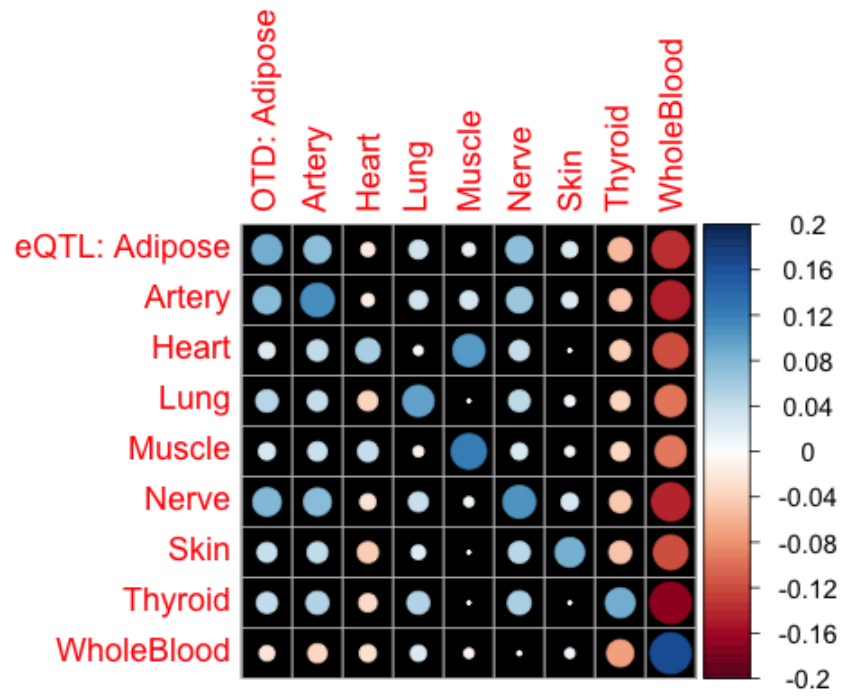 OTD: Adipose
Artery
Heart
Lung
Muscle
Nerve
Skin
Thyroid
WholeBlood
eQTL: Adipose
Artery
Heart
Lung
Muscle
Nerve
Skin
Thyroid
WholeBlood
0.2
0.16
0.12
0.08
0.04
0
-0.04
-0.08
-0.12
-0.16
-0.2